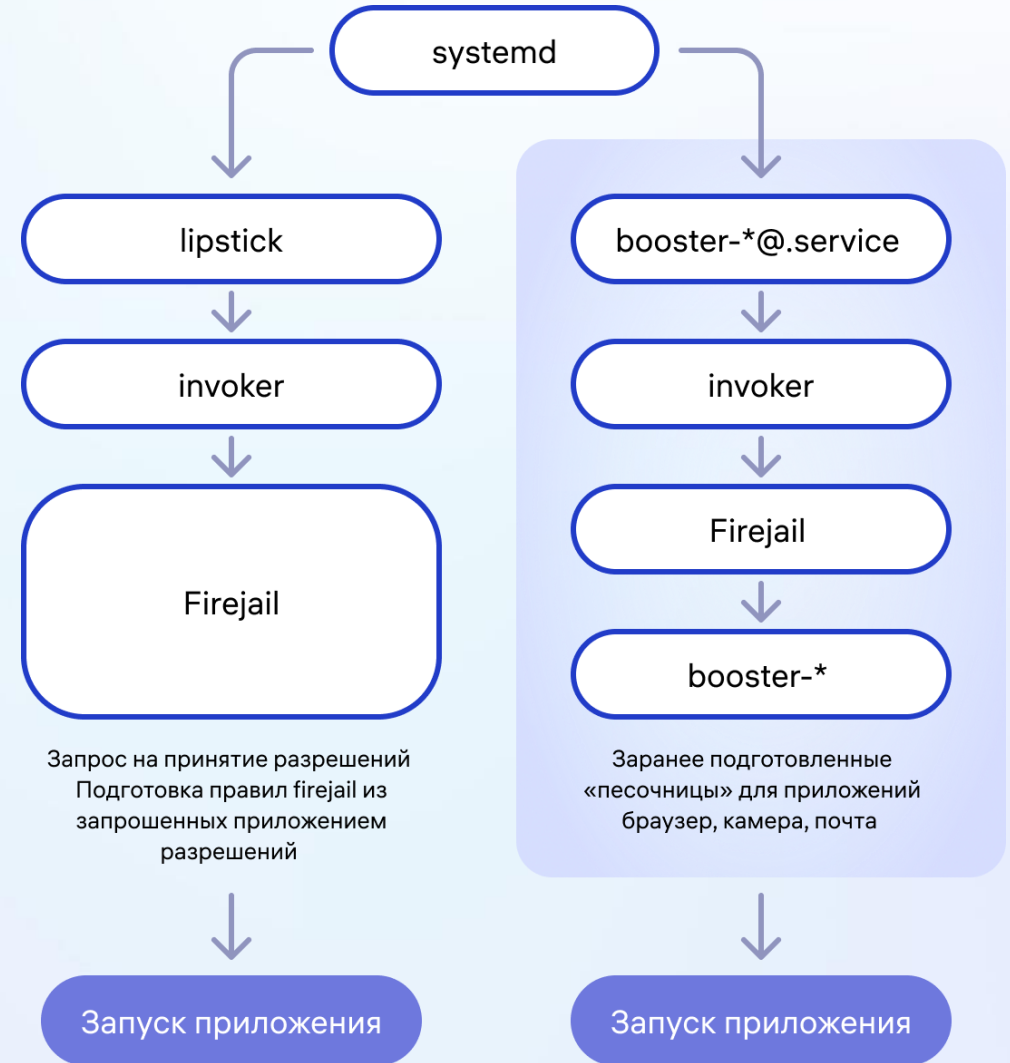 systemd
lipstick
invoker
Firejail
Запрос на принятие разрешений
Подготовка правил firejail из
запрошенных приложением
разрешений
Запуск приложения
booster-*@.service
invoker
Firejail
booster-*
Заранее подготовленные
«песочницы» для приложений
браузер, камера, почта
Запуск приложения